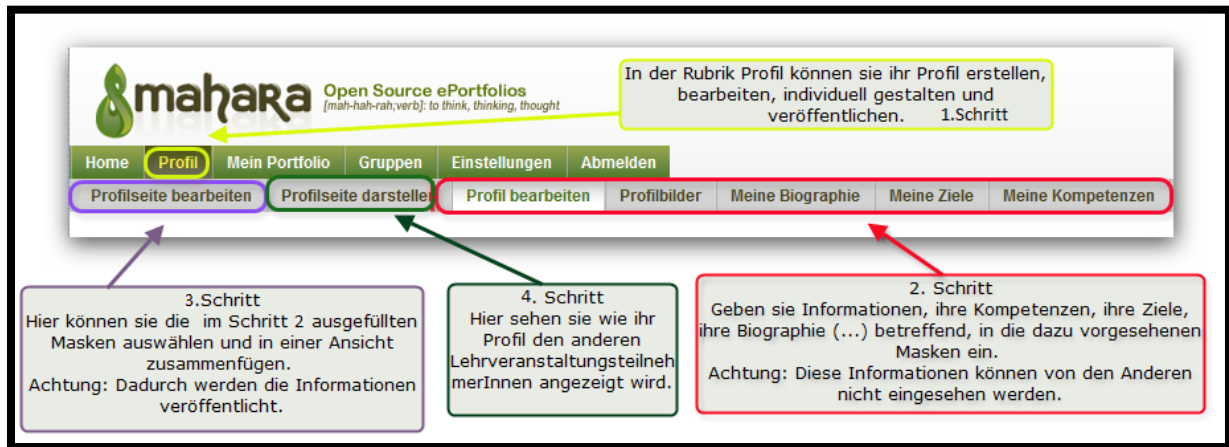 mahara
Open Source ePortfolios
[mah-hah-rah;verb]: to think, thinking, thought
In der Rubrik Profil können sie ihr Profil erstellen,
bearbeiten, individuell gestalten und
veröffentlichen. 1.Schritt
Home Profil Mein Portfolio Gruppen Einstellungen Abmelden
Profilseite bearbeiten Profilseite darsteller Profil bearbeiten Profilbilder Meine Biographie Meine Ziele Meine Kompetenzen
3.Schritt
Hier können sie die im Schritt 2 ausgefüllten
Masken auswählen und in einer Ansicht
zusammenfügen.
Achtung: Dadurch werden die Informationen
veröffentlicht.
4. Schritt
Hier sehen sie wie ihr
Profil den anderen
Lehrveranstaltungsteilneh
merInnen angezeigt wird.
2. Schritt
Geben sie Informationen, ihre Kompetenzen, ihre Ziele,
ihre Biographie (...) betreffend, in die dazu vorgesehenen
Masken ein.
Achtung: Diese Informationen können von den Anderen
nicht eingesehen werden.